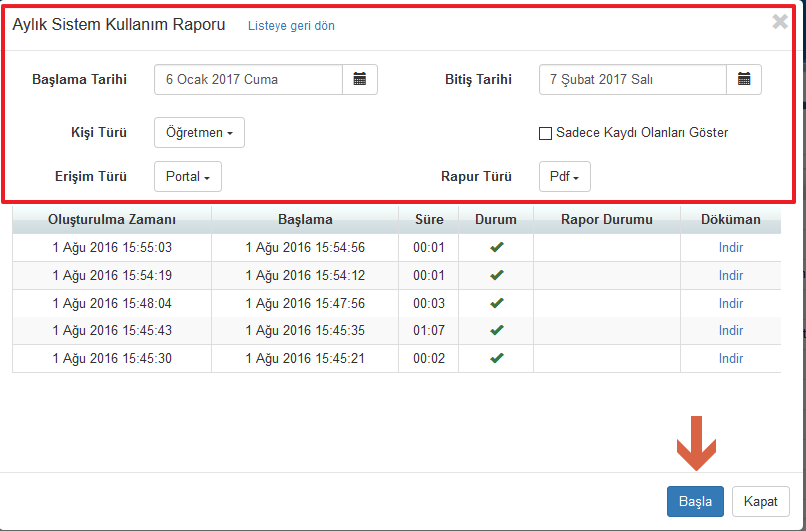 Aylık Sistem Kullanım Raporu Listeye geri dön
Başlama Tarihi 6 Ocak 2017 Cuma Bitiş Tarihi 7 Şubat 2017 Salı
Kişi Türü Öğretmen Sadece Kaydı Olanları Göster
Erişim Türü Portal Rapur Türü Pdf
Oluşturulma Zamanı Başlama Süre Durum Rapor Durumu Döküman
1 Ağu 2016 15:55:03 1 Ağu 2016 15:54:56 00:01 Indir
1 Ağu 2016 15:54:19 1 Ağu 2016 15:54:12 00:01 Indir
1 Ağu 2016 15:48:04 1 Ağu 2016 15:47:56 00:03 Indir
1 Ağu 2016 15:45:43 1 Ağu 2016 15:45:35 01:07 Indir
1 Ağu 2016 15:45:30 1 Ağu 2016 15:45:21 00:02 Indir
Başla Kapat